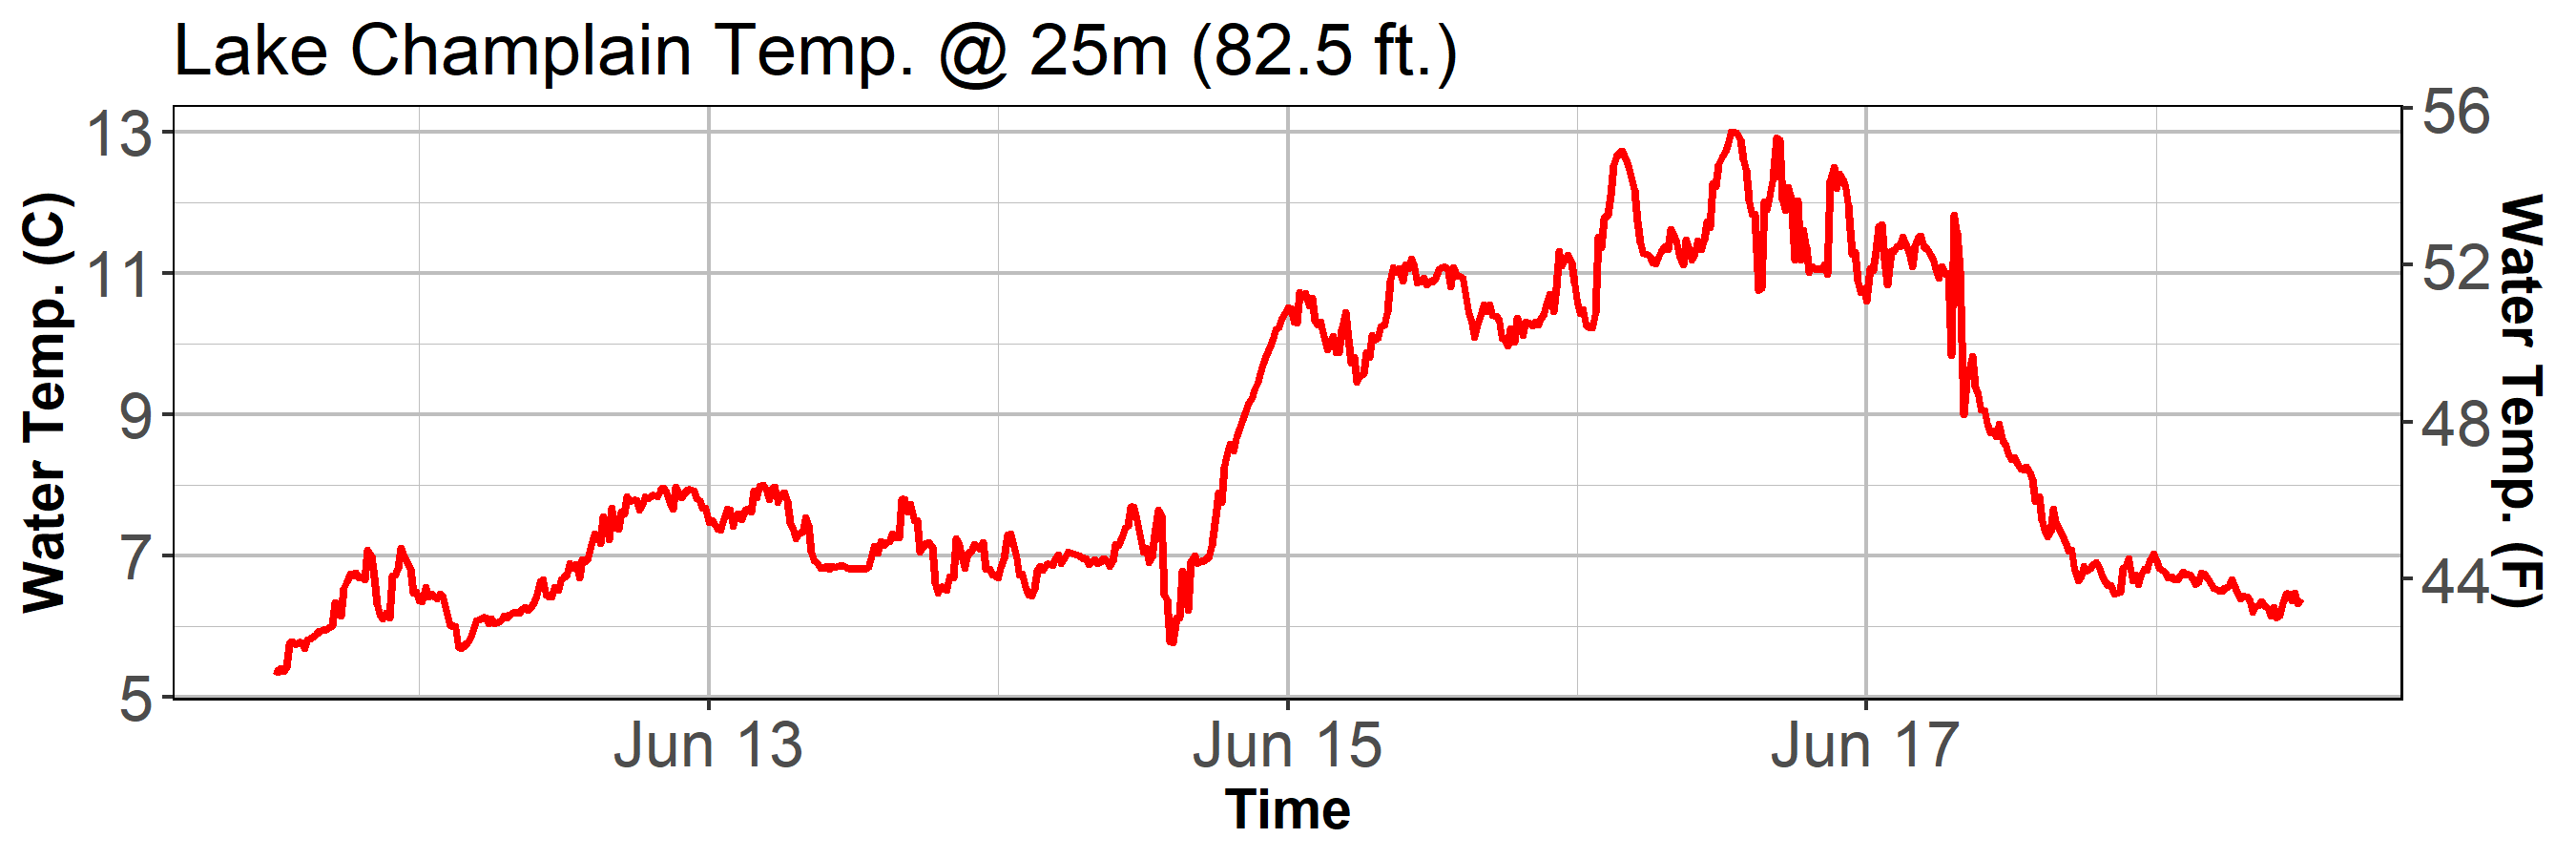 Lake Champlain Temp. @ 25m (82.5 ft.)
Water Temp. (C)
13
11
9
7
5
56
52
48
44
Water Temp. (F)
Jun 13
Jun 15
Jun 17
Time